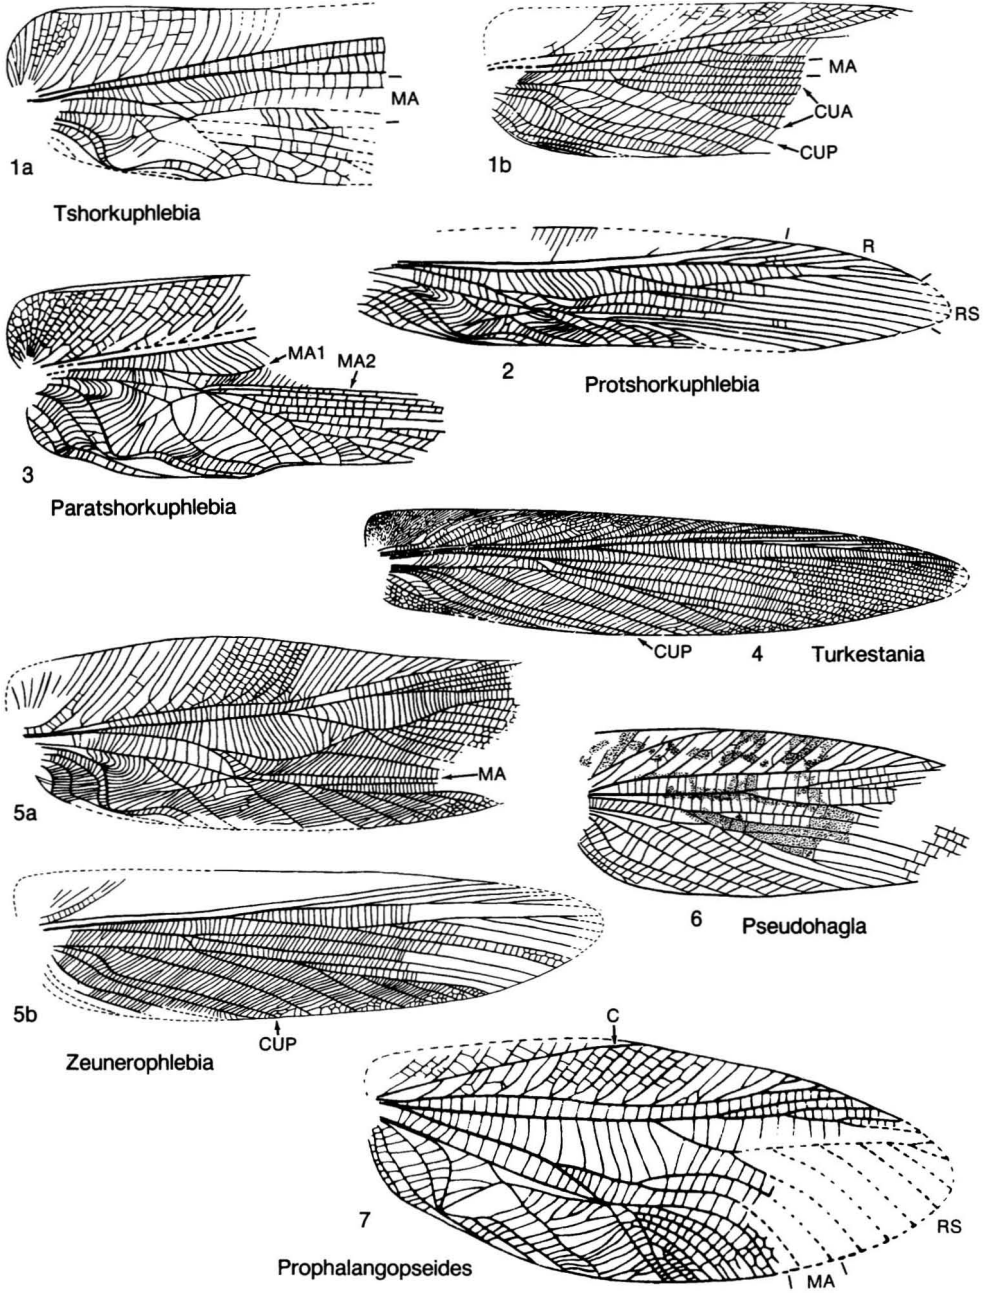 MA
1a
Tshorkuphlebia
MA
CUA
CUP
1b
R
RS
2
Protshorkuphlebia
MA1
MA2
3
Paratshorkuphlebia
CUP
4
Turkestania
MA
5a
6
Pseudohagla
5b
CUP
Zeunerophlebia
C
7
RS
MA
Prophalangopseides